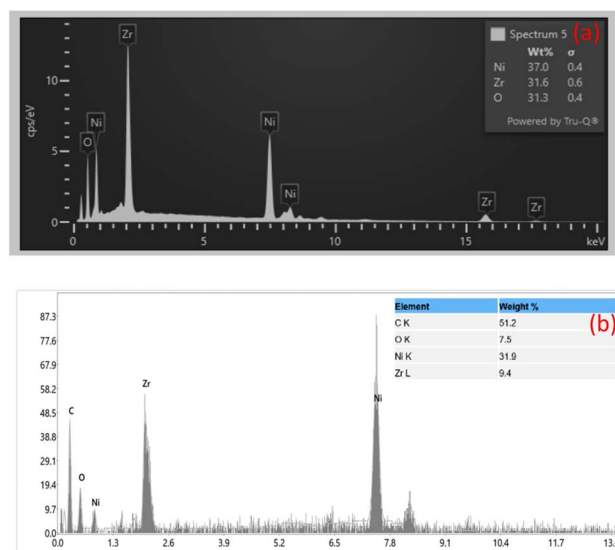 Spectrum 5 (a)
Wt% σ
Ni 37.0 0.4
Zr 31.6 0.6
O 31.3 0.4
Powered by Tru-Q®
Zr
Ni
O
Ni
Ni
Zr
Zr
cps/eV
10
5
0
0 5 10 15 keV
Element Weight %
C K 51.2
O K 7.5
Ni K 31.9
Zr L 9.4
(b)
87.3
77.6
67.9
58.2
48.5
38.8
29.1
19.4
9.7
0.0
C
O
Ni
Zr
Ni
0.0 1.3 2.6 3.9 5.2 6.5 7.8 9.1 10.4 11.7 13.0